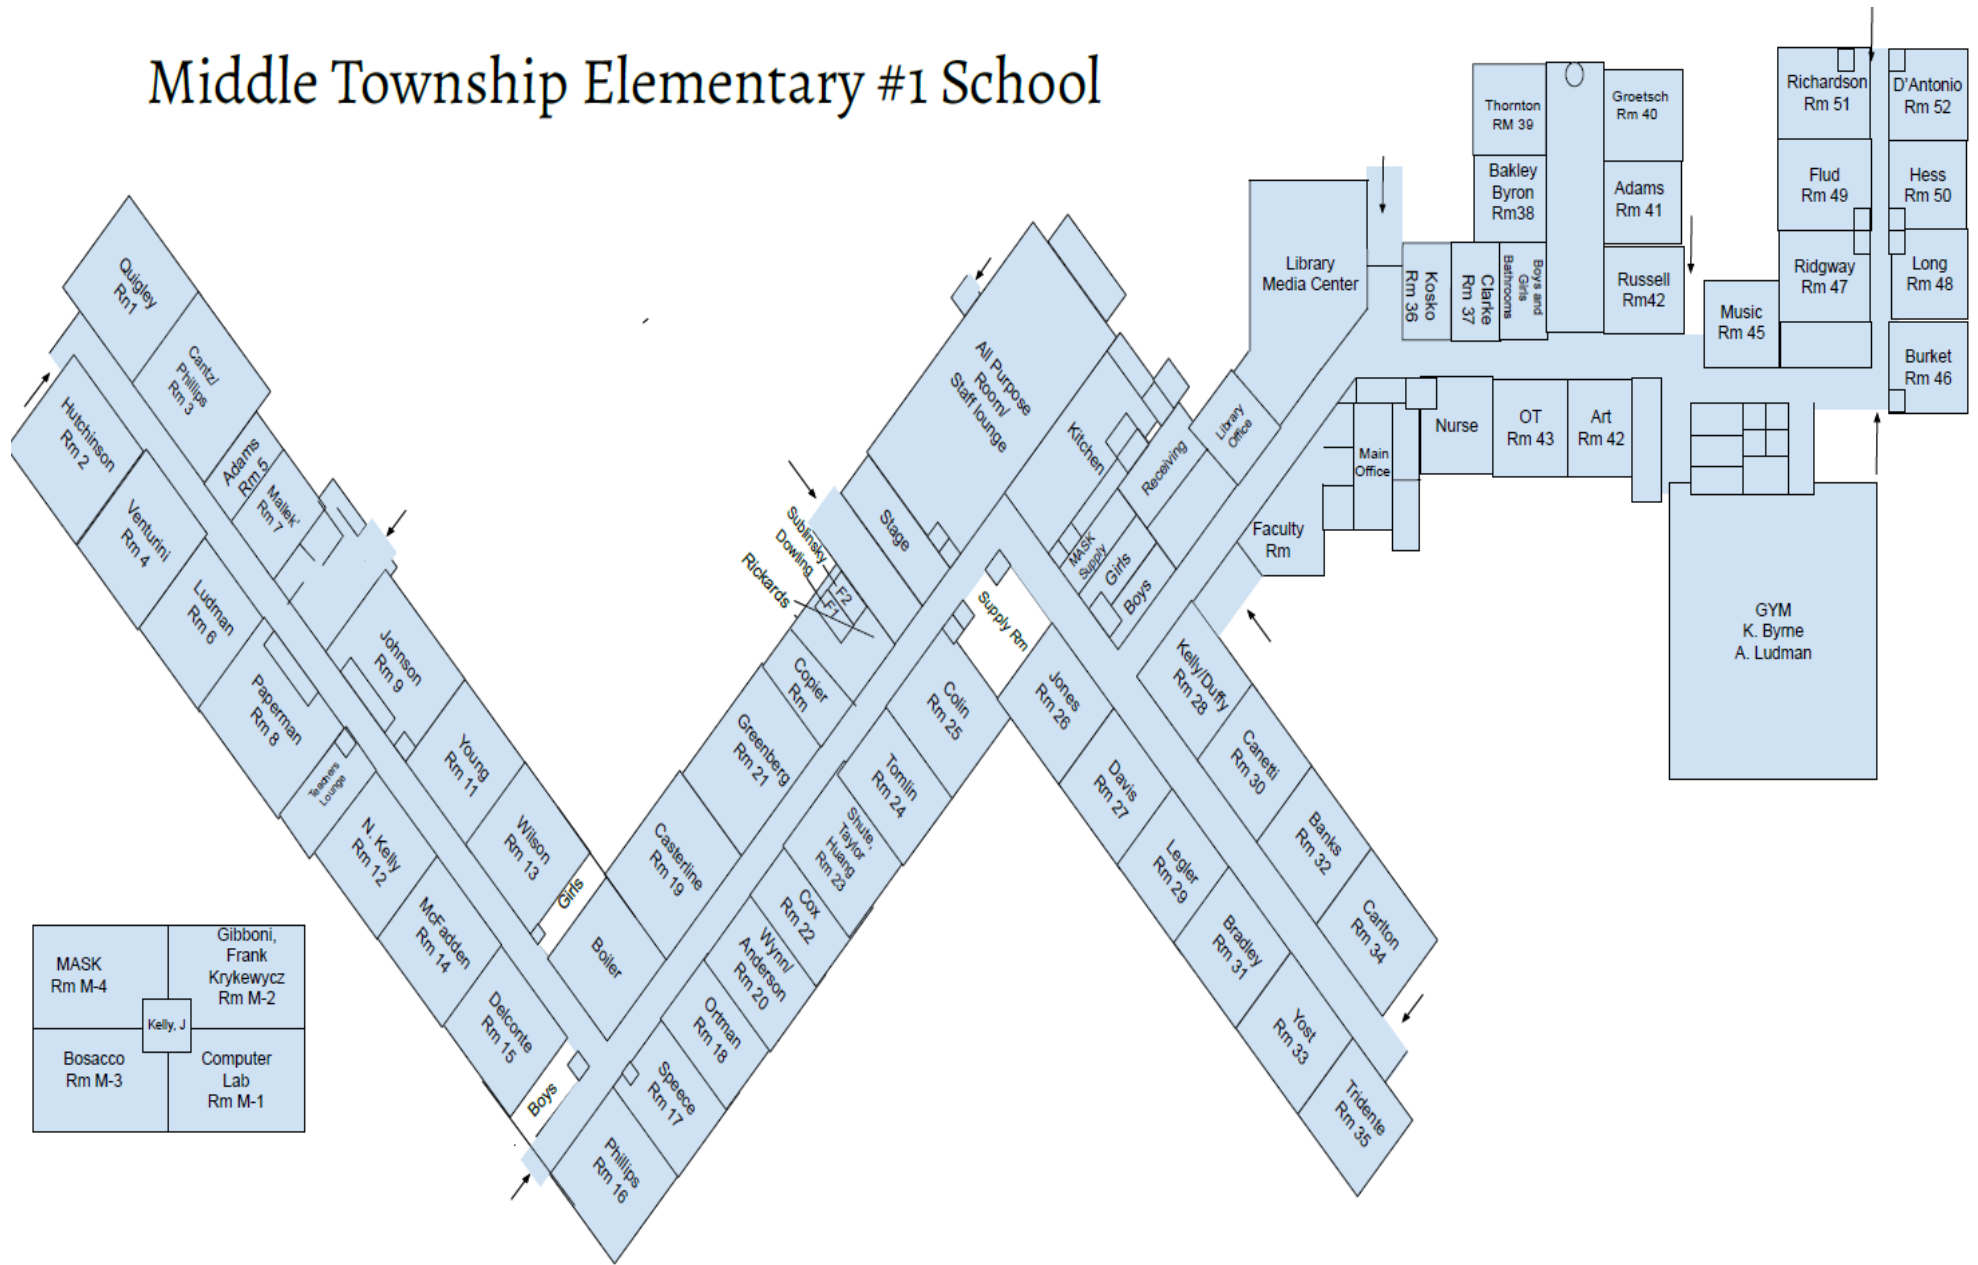 Middle Township Elementary #1 School
Quigley
Rn1
Cantz/
Phillips
Rm 3
Hutchinson
Rm 2
Adams
Rm 5
Mallek'
Rm 7
Venturini
Rm 4
Ludman
Rm 6
Johnson
Rm 9
Paperman
Rm 8
Teachers
Lounge
Young
Rm 11
N. Kelly
Rm 12
Wilson
Rm 13
Girls
McFadden
Rm 14
Delconte
Rm 15
Boys
Boiler
Phillips
Rm 16
Speece
Rm 17
Ortman
Rm 18
Casterline
Rm 19
Wynn/
Anderson
Rm 20
Greenberg
Rm 21
Cox
Rm 22
Shute,
Taylor
Huang
Rm 23
Tomlin
Rm 24
Colin
Rm 25
Copier
Rm
Rickards
Dowling
Sublinsky
F1
F2
Stage
All Purpose
Room/
Staff lounge
Kitchen
Supply Rm
MASK
Supply
Girls
Boys
Receiving
Library
Office
Library
Media Center
Jones
Rm 26
Davis
Rm 27
Kelly/Duffy
Rm 28
Legler
Rm 29
Canetti
Rm 30
Bradley
Rm 31
Banks
Rm 32
Yost
Rm 33
Carlton
Rm 34
Tridente
Rm 35
Faculty
Rm
Main
Office
Nurse
OT
Rm 43
Art
Rm 42
Kosko
Rm 36
Clarke
Rm 37
Boys and
Girls
Bathrooms
Bakley
Byron
Rm38
Thornton
RM 39
Groetsch
Rm 40
Adams
Rm 41
Russell
Rm42
Music
Rm 45
Richardson
Rm 51
D'Antonio
Rm 52
Flud
Rm 49
Hess
Rm 50
Ridgway
Rm 47
Long
Rm 48
Burket
Rm 46
GYM
K. Byrne
A. Ludman
MASK
Rm M-4
Gibboni,
Frank
Krykewycz
Rm M-2
Kelly, J
Bosacco
Rm M-3
Computer
Lab
Rm M-1